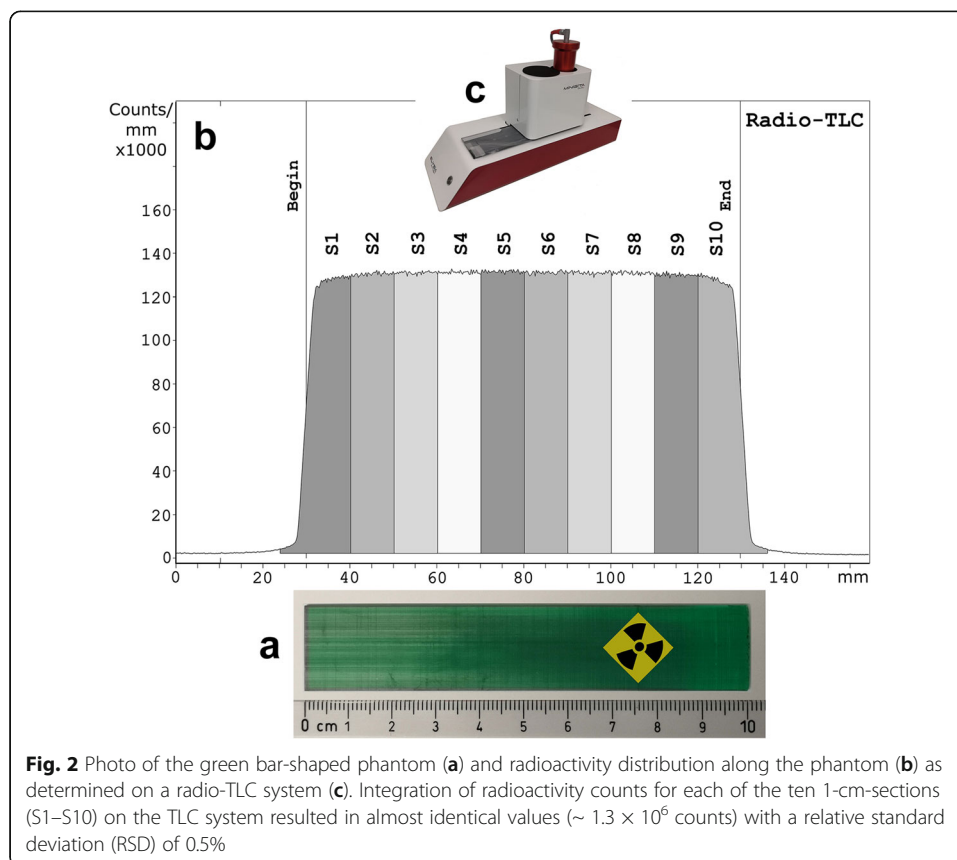 c
Counts/
mm
x1000
b
Radio-TLC
Begin
End
S1 S2 S3 S4 S5 S6 S7 S8 S9 S10
160
140
120
100
80
60
40
20
0
0 20 40 60 80 100 120 140 mm
a
0 cm 1 2 3 4 5 6 7 8 9 10
Fig. 2 Photo of the green bar-shaped phantom (a) and radioactivity distribution along the phantom (b) as
determined on a radio-TLC system (c). Integration of radioactivity counts for each of the ten 1-cm-sections
(S1–S10) on the TLC system resulted in almost identical values (~ 1.3 × 10⁶ counts) with a relative standard
deviation (RSD) of 0.5%